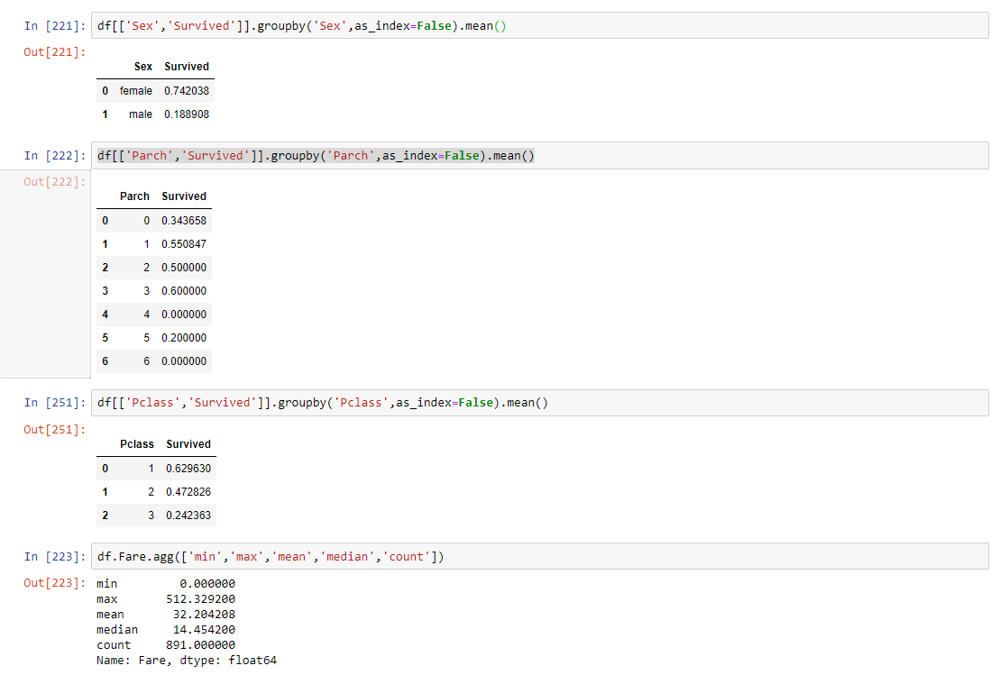 In [221]: df[['Sex','Survived']].groupby('Sex',as_index=False).mean()
Out[221]:
Sex Survived
0 female 0.742038
1 male 0.188908
In [222]: df[['Parch','Survived']].groupby('Parch',as_index=False).mean()
Out[222]:
Parch Survived
0 0 0.343658
1 1 0.550847
2 2 0.500000
3 3 0.600000
4 4 0.000000
5 5 0.200000
6 6 0.000000
In [251]: df[['Pclass','Survived']].groupby('Pclass',as_index=False).mean()
Out[251]:
Pclass Survived
0 1 0.629630
1 2 0.472826
2 3 0.242363
In [223]: df.Fare.agg(['min','max','mean','median','count'])
Out[223]: min 0.000000
max 512.329200
mean 32.204208
median 14.454200
count 891.000000
Name: Fare, dtype: float64